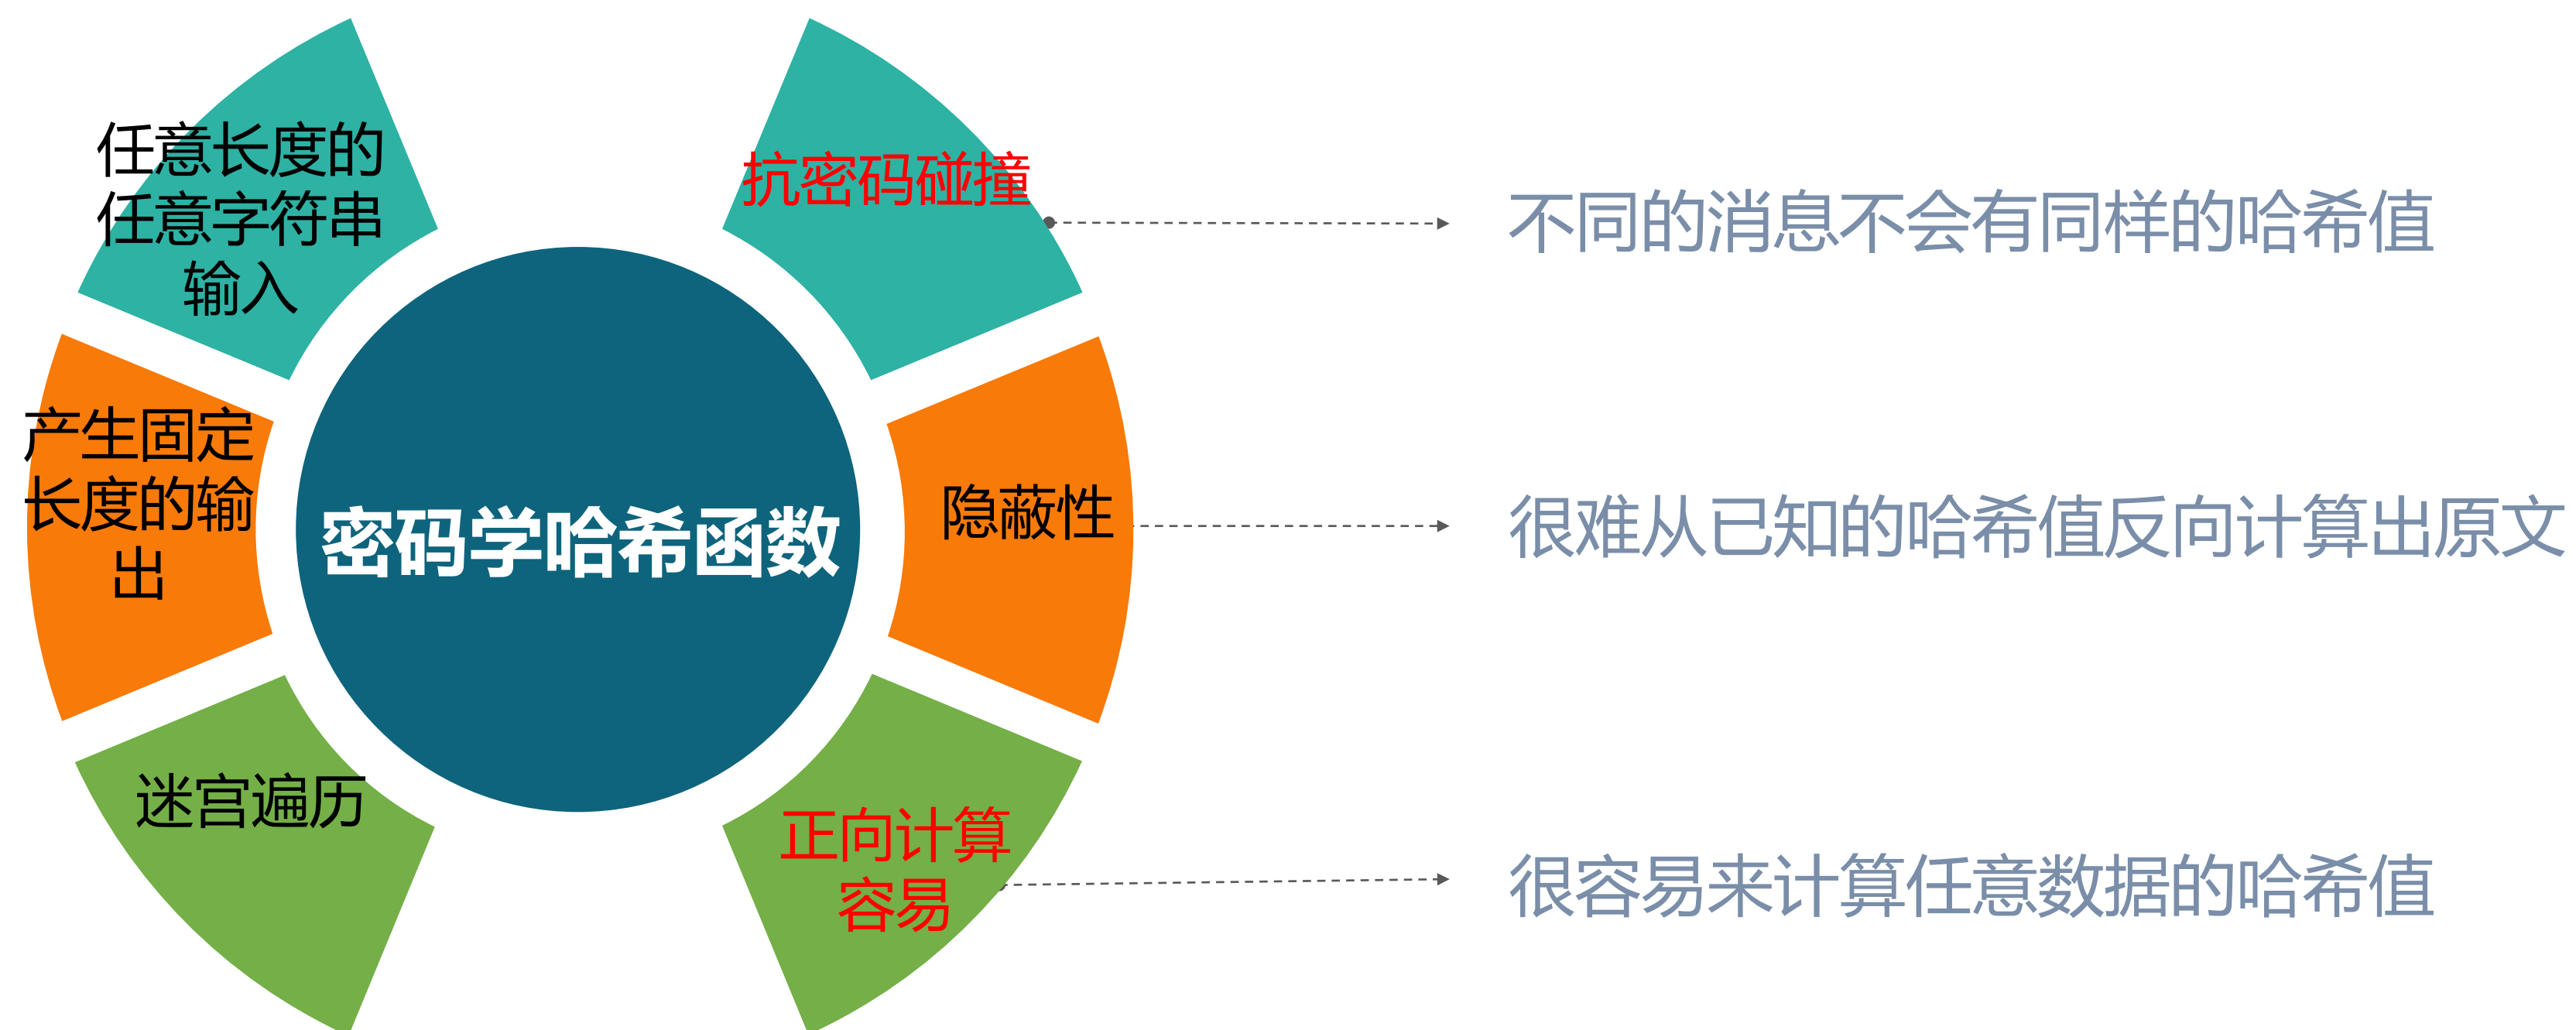 任意长度的
任意字符串
输入
产生固定
长度的输
出
迷宫遍历
密码学哈希函数
抗密码碰撞
不同的消息不会有同样的哈希值
隐蔽性
很难从已知的哈希值反向计算出原文
正向计算
容易
很容易来计算任意数据的哈希值